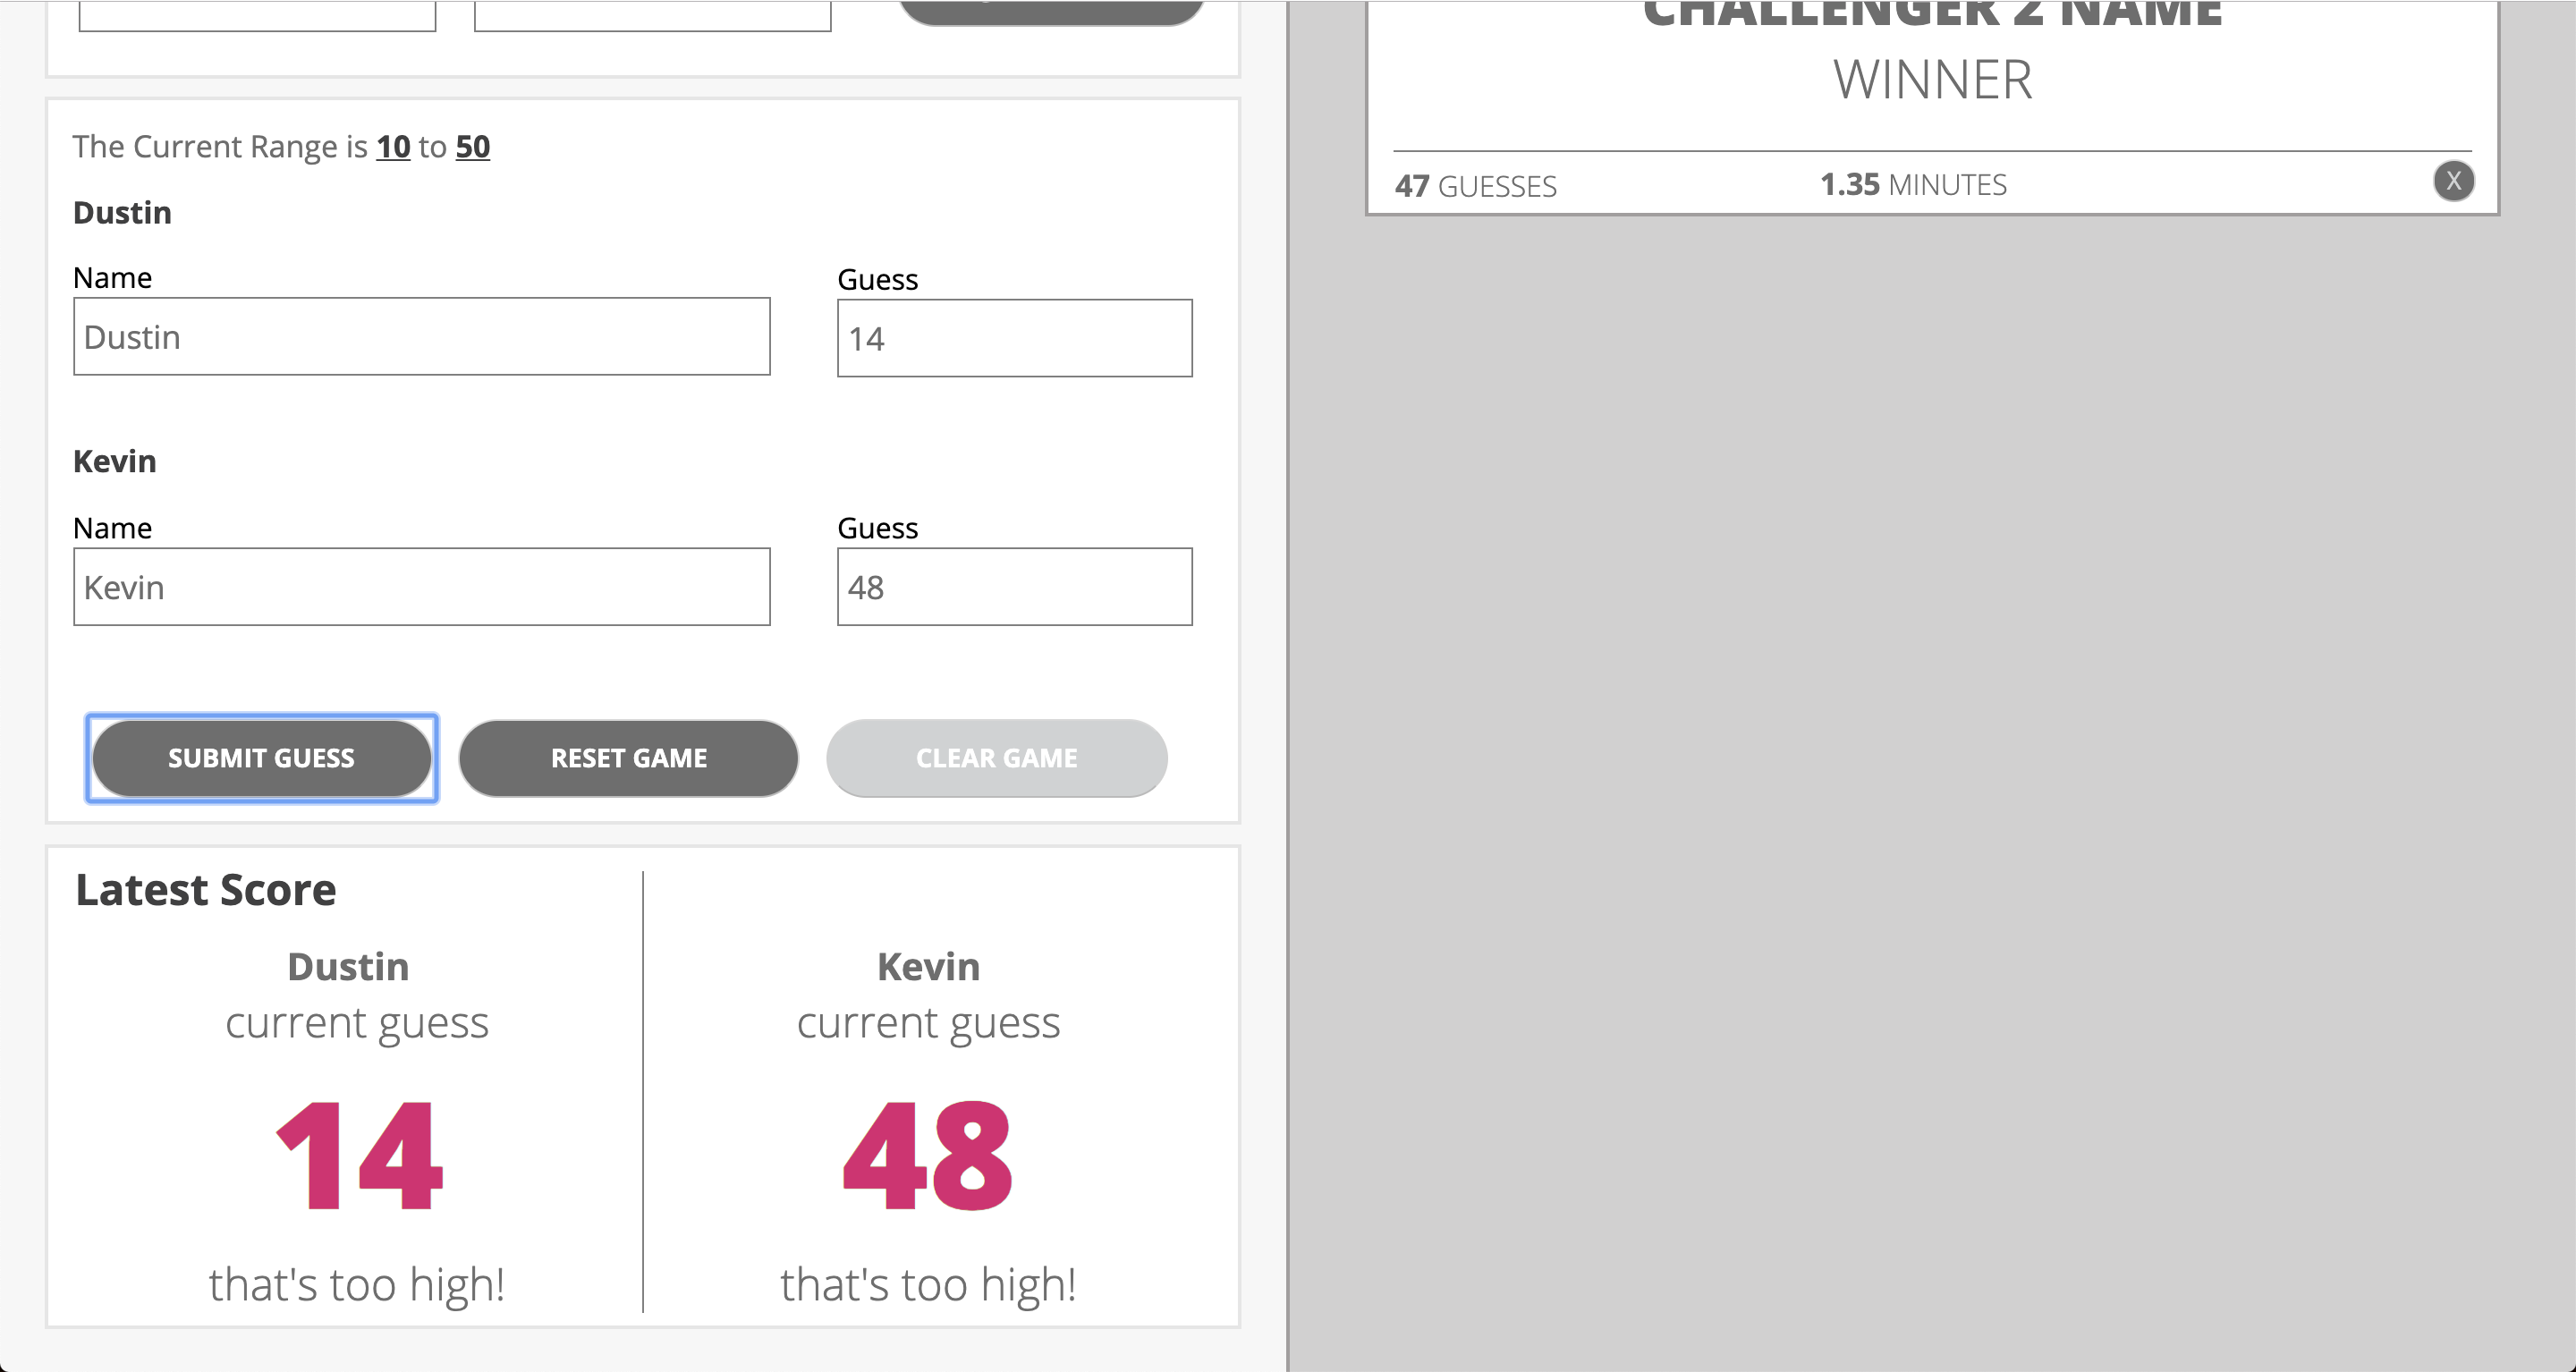 The Current Range is 10 to 50
Dustin
Name
Guess
Dustin
14
Kevin
Name
Guess
Kevin
48
SUBMIT GUESS
RESET GAME
CLEAR GAME
Latest Score
Dustin
current guess
14
that's too high!
Kevin
current guess
48
that's too high!
CHALLENGER 2 NAME
WINNER
47 GUESSES
1.35 MINUTES
X